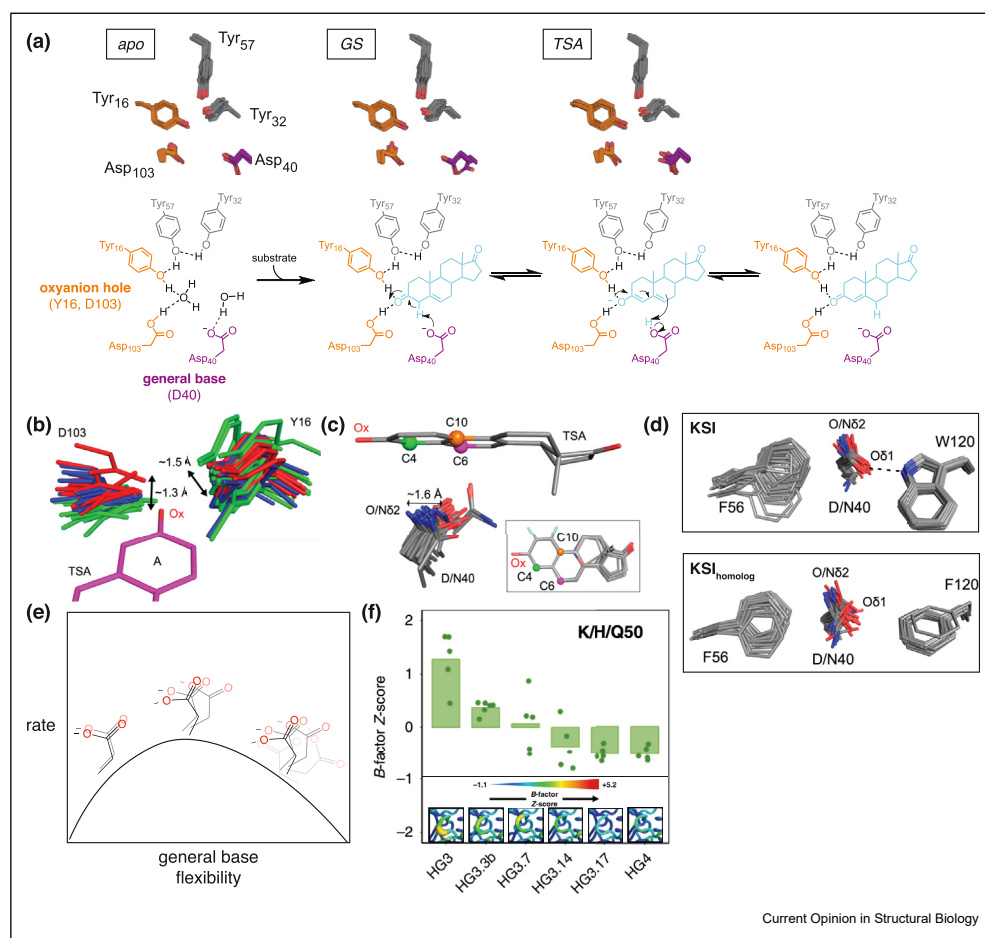 (a)
apo
GS
TSA
Tyr57
Tyr16
Tyr32
Asp103
Asp40
Tyr57
Tyr32
Tyr16
oxyanion hole
(Y16, D103)
H
H
H
O
H
H
O
H
H
O
O
O
−
O
O
Asp103
Asp40
general base
(D40)
substrate
Tyr57
Tyr32
Tyr16
O
H
O
H
H
O
H
O
H
O
O
−
O
O
Asp103
Asp40
Tyr57
Tyr32
Tyr16
O
H
O
H
H
O
−
O
H
H
O
O
O
O
Asp103
Asp40
Tyr57
Tyr32
Tyr16
O
H
O
H
H
O
O
H
H
H
O
O
−
O
O
Asp103
Asp40
(b)
D103
Y16
~1.5 Å
~1.3 Å
Ox
A
TSA
(c)
Ox
C10
C4
C6
TSA
~1.6 Å
O/Nδ2
D/N40
C10
Ox
C4
C6
(d)
KSI
O/Nδ2
W120
Oδ1
F56
D/N40
KSIhomolog
O/Nδ2
F120
Oδ1
F56
D/N40
(e)
rate
general base
flexibility
(f)
K/H/Q50
B-factor Z-score
2
1
0
−1
−2
−1.1
+5.2
B-factor
Z-score
HG3
HG3.3b
HG3.7
HG3.14
HG3.17
HG4
Current Opinion in Structural Biology